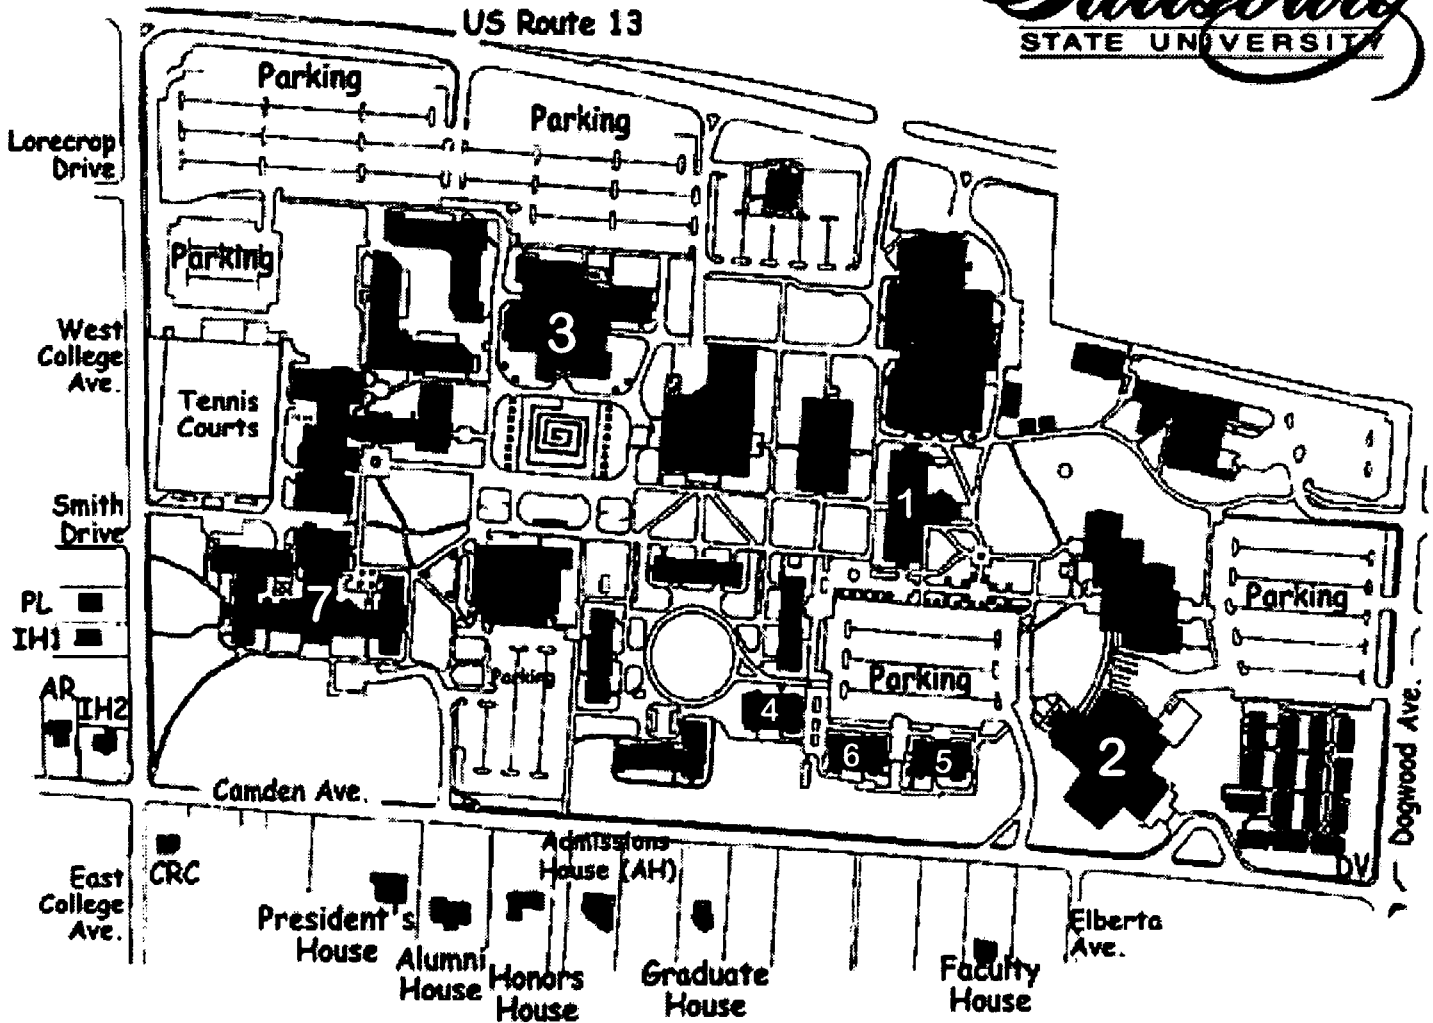 US Route 13
Salisbury
STATE UNIVERSITY
Parking
Parking
Lorecrop
Drive
Parking
West
College
Ave.
3
Tennis
Courts
Smith
Drive
1
PL
IH1
7
Parking
Parking
Parking
AR
IH2
4
6
5
2
Dogwood Ave.
Camden Ave.
CRC
Admissions
House (AH)
DV
East
College
Ave.
President's
House
Alumni
House
Honors
House
Graduate
House
Faculty
House
Elberta
Ave.